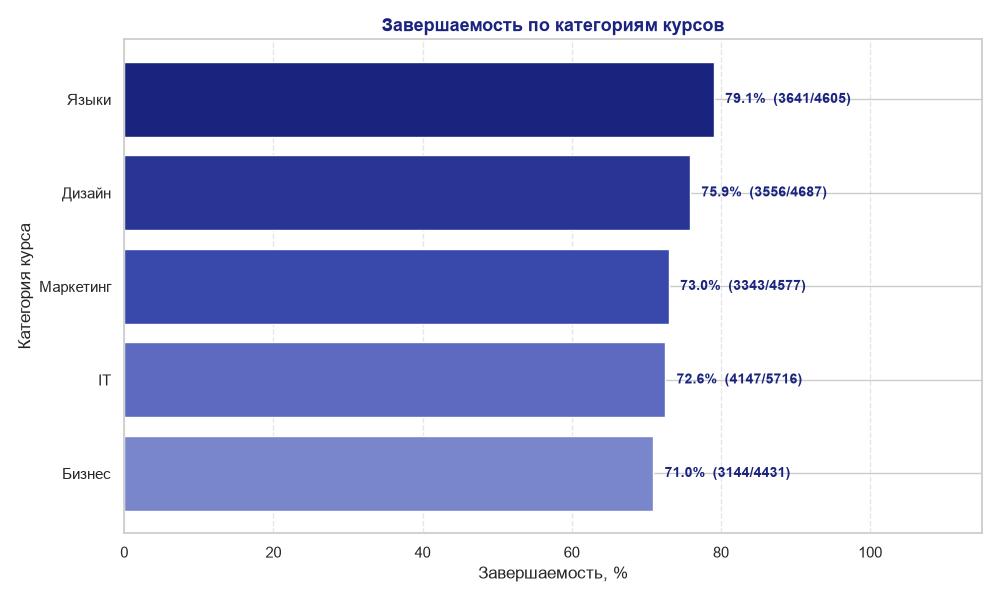 Завершаемость по категориям курсов
Категория курса
Языки
79.1% (3641/4605)
Дизайн
75.9% (3556/4687)
Маркетинг
73.0% (3343/4577)
IT
72.6% (4147/5716)
Бизнес
71.0% (3144/4431)
0 20 40 60 80 100
Завершаемость, %